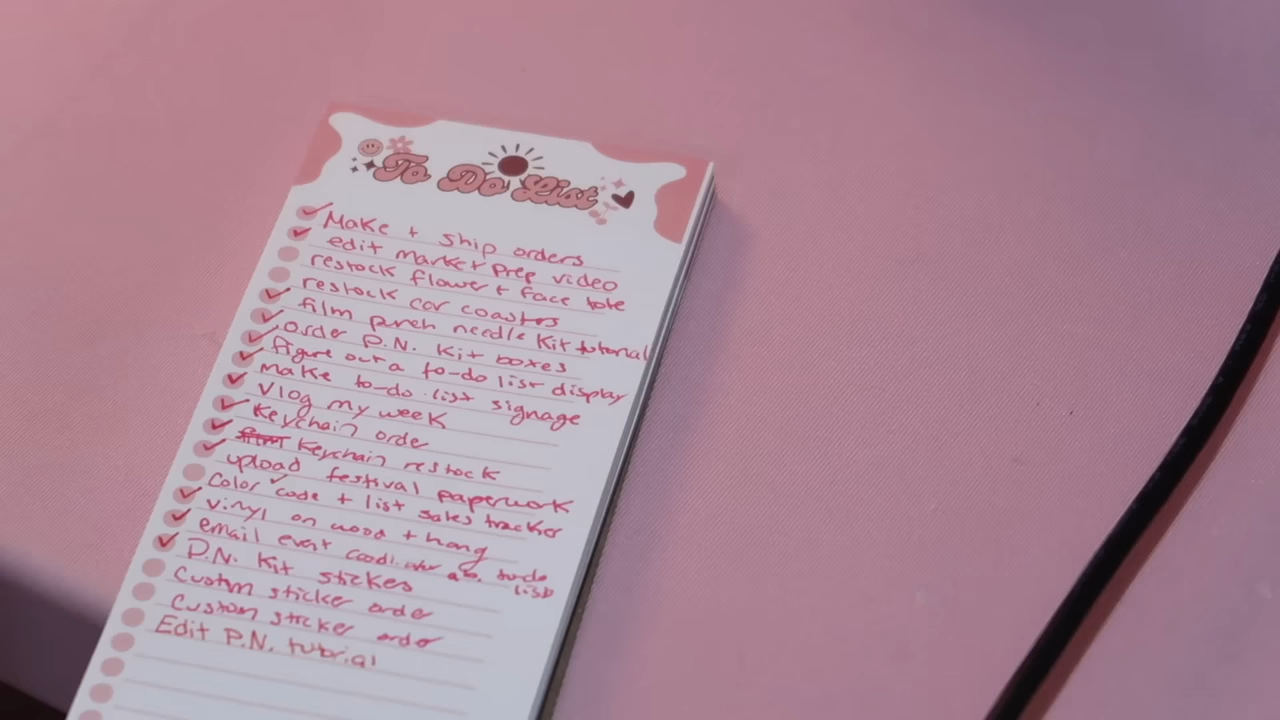 To Do List
Make + ship orders
edit market prep video
restock flower + face tote
restock car coasters
film punch needle kit tutorial
order P.N. kit boxes
figure out a to-do list display
make to-do list signage
Vlog my week
Keychain order
Keychain restock
upload festival paperwork
Color code + list sales tracker
vinyl on wood + hang
email event coordinator ab. to do
list
P.N. Kit stickers
Custom sticker order
Custom sticker order
Edit P.N. tutorial